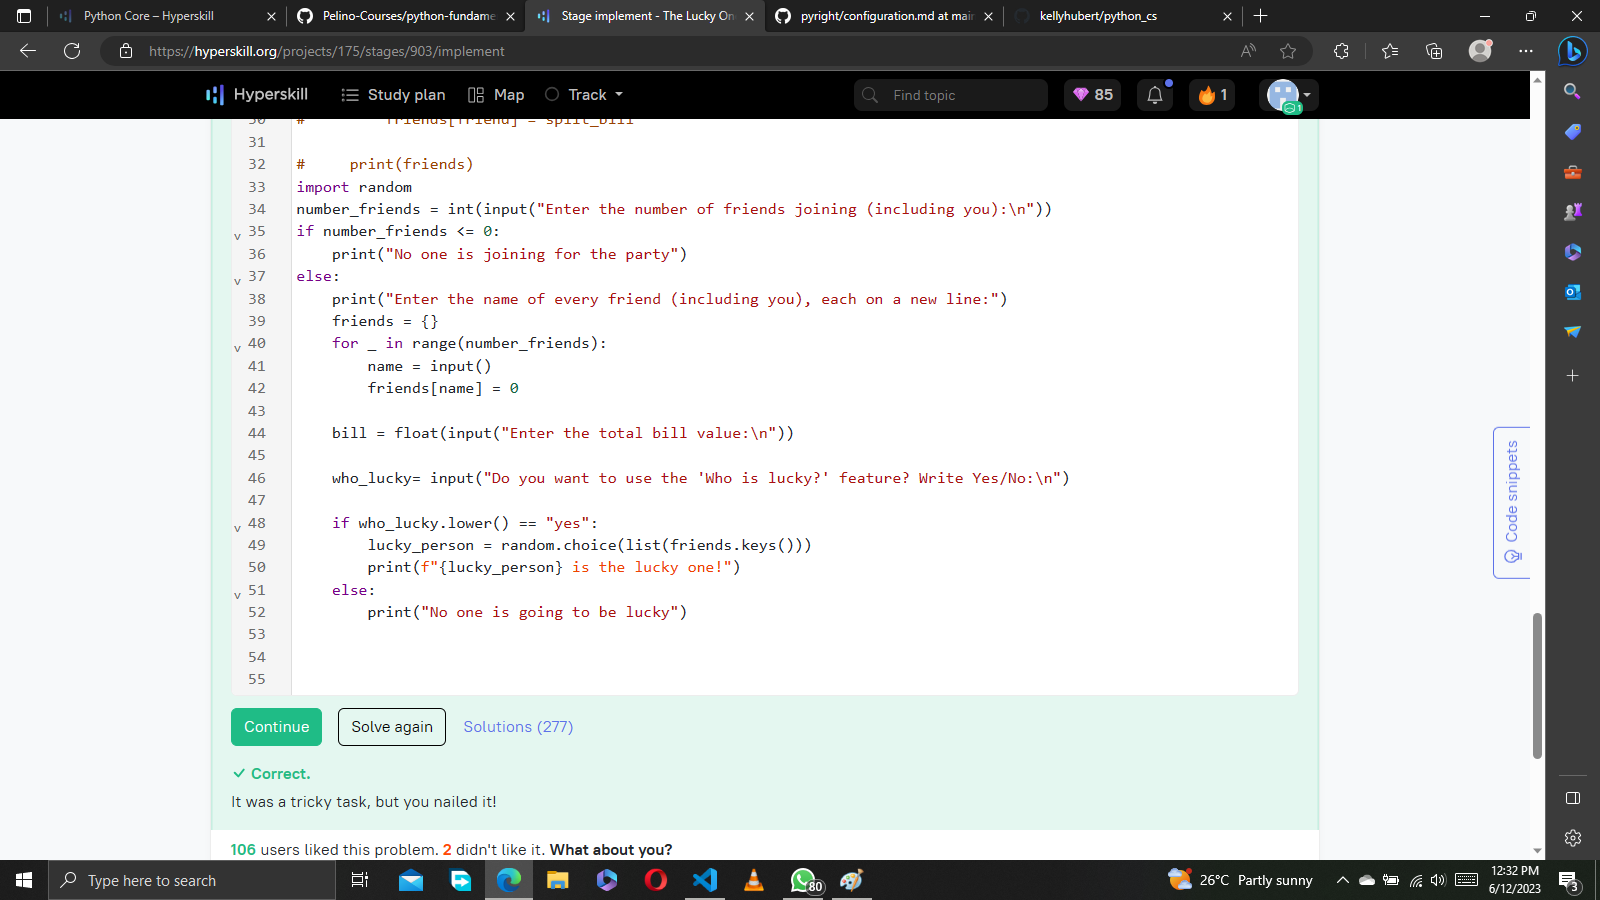 Python Core – Hyperskill
Pelino-Courses/python-fundame
Stage implement - The Lucky On
pyright/configuration.md at main
kellyhubert/python_cs
https://hyperskill.org/projects/175/stages/903/implement
Hyperskill
Study plan
Map
Track
Find topic
85
1
1
30 # friends[friend] = split_bill
31
32 # print(friends)
33 import random
34 number_friends = int(input("Enter the number of friends joining (including you):\n"))
35 if number_friends <= 0:
36 print("No one is joining for the party")
37 else:
38 print("Enter the name of every friend (including you), each on a new line:")
39 friends = {}
40 for _ in range(number_friends):
41 name = input()
42 friends[name] = 0
43
44 bill = float(input("Enter the total bill value:\n"))
45
46 who_lucky= input("Do you want to use the 'Who is lucky?' feature? Write Yes/No:\n")
47
48 if who_lucky.lower() == "yes":
49 lucky_person = random.choice(list(friends.keys()))
50 print(f"{lucky_person} is the lucky one!")
51 else:
52 print("No one is going to be lucky")
53
54
55
Code snippets
Continue
Solve again
Solutions (277)
Correct.
It was a tricky task, but you nailed it!
106 users liked this problem. 2 didn't like it. What about you?
Type here to search
80
26°C Partly sunny
12:32 PM
6/12/2023
3